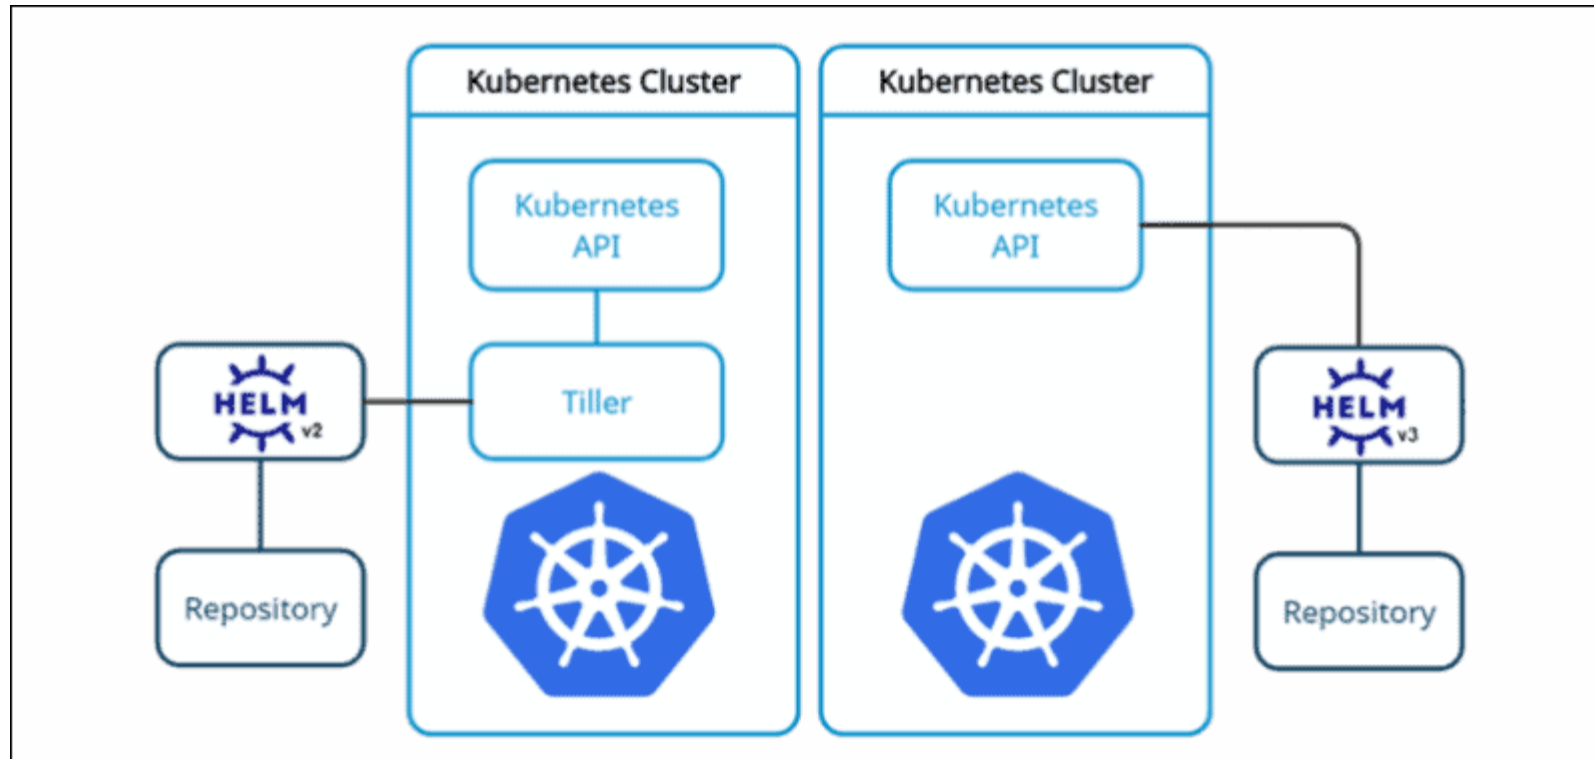 Kubernetes Cluster
Kubernetes
API
Tiller
HELM
v2
Repository
Kubernetes Cluster
Kubernetes
API
HELM
v3
Repository